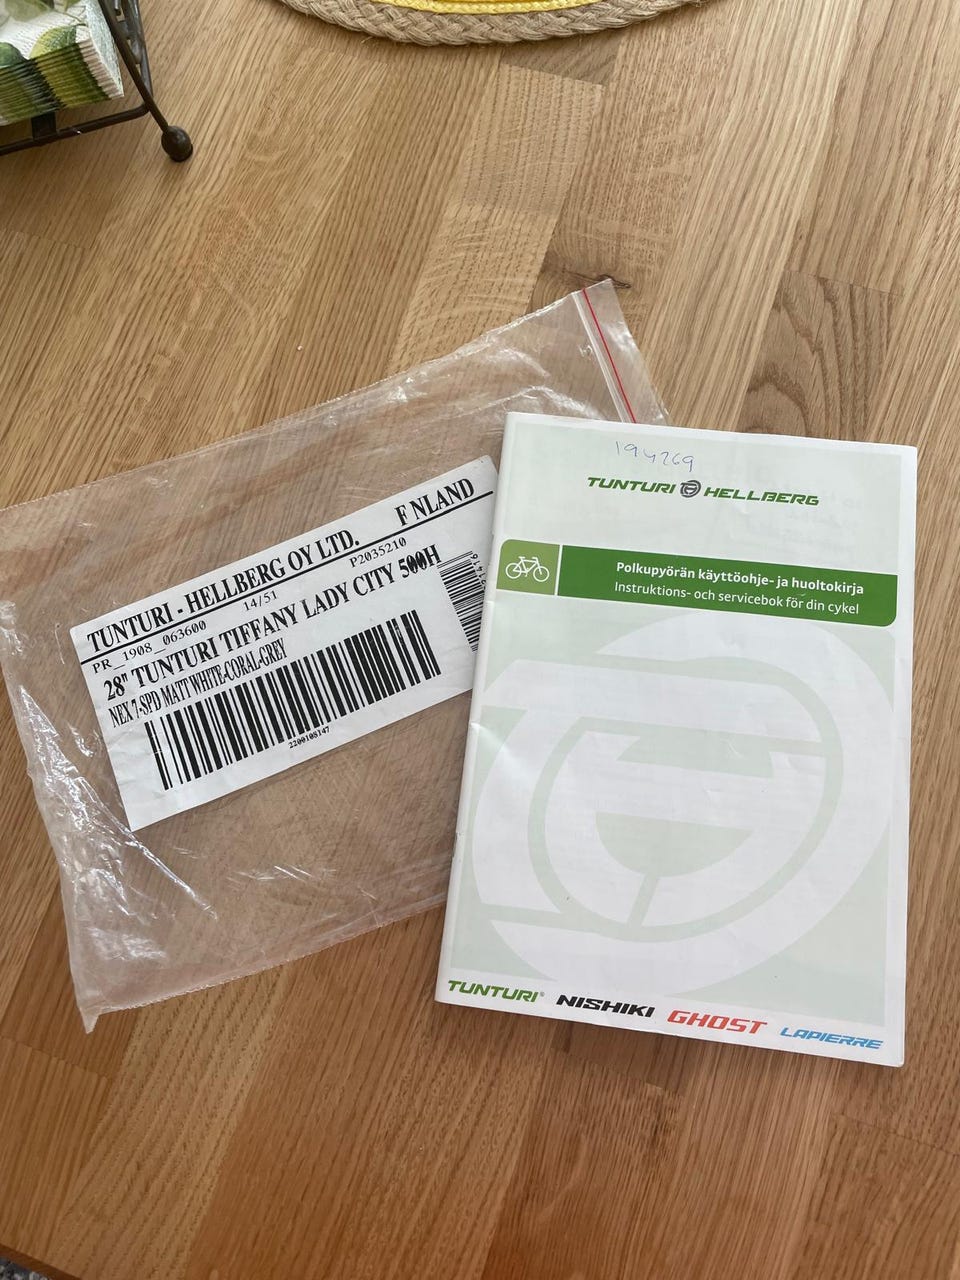 TUNTURI - HELLBERG OY LTD. F NLAND
14/51 P2035210
PR_1908_063600
28" TUNTURI TIFFANY LADY CITY 500H
NEX 7-SPD MATT WHITE-CORAL-GREY
2200108147
194269
TUNTURI HELLBERG
Polkupyörän käyttöohje- ja huoltokirja
Instruktions- och servicebok för din cykel
TUNTURI® NISHIKI GHOST LAPIERRE